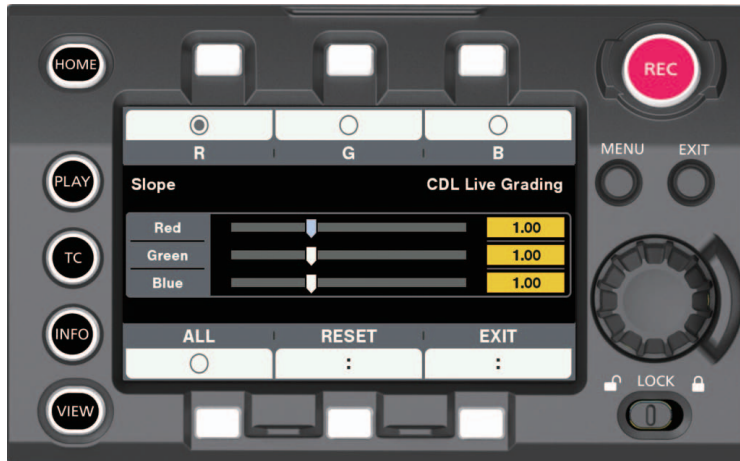 HOME
REC
R G B
MENU EXIT
PLAY
Slope CDL Live Grading
Red 1.00
TC
Green 1.00
Blue 1.00
INFO
ALL RESET EXIT
: :
LOCK
VIEW